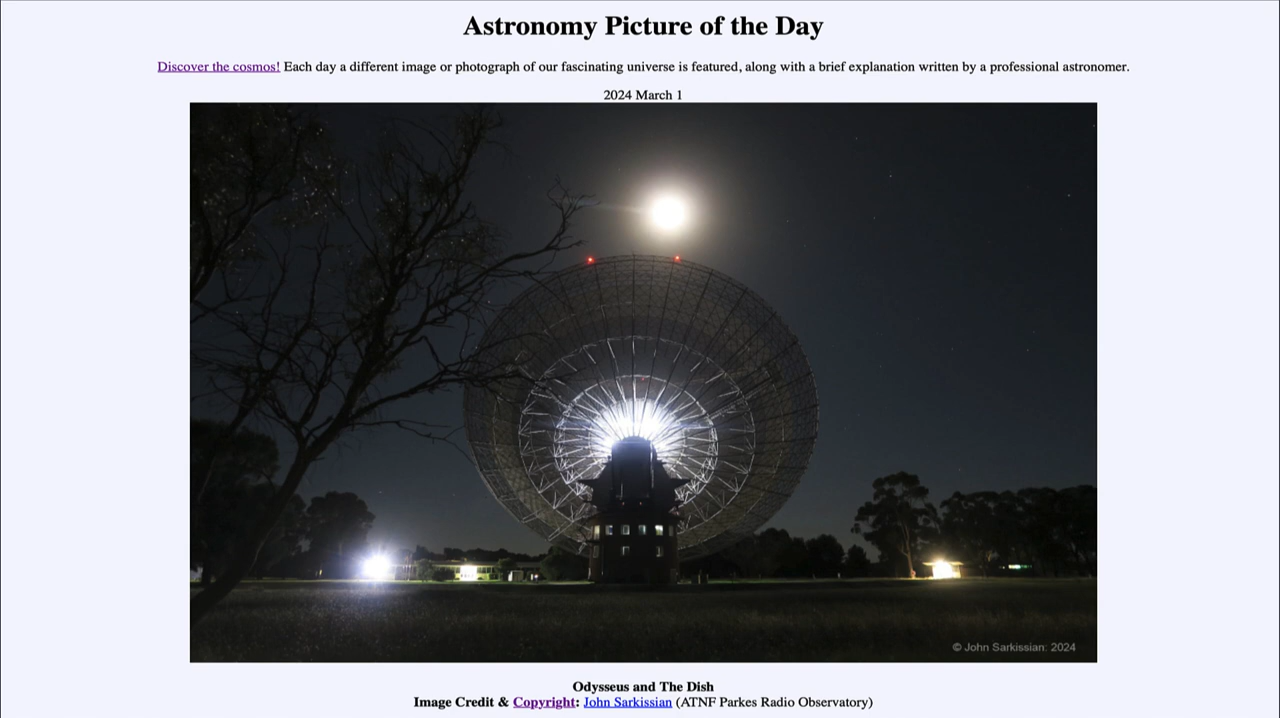 Astronomy Picture of the Day
Discover the cosmos! Each day a different image or photograph of our fascinating universe is featured, along with a brief explanation written by a professional astronomer.
2024 March 1
© John Sarkissian: 2024
Odysseus and The Dish
Image Credit & Copyright: John Sarkissian (ATNF Parkes Radio Observatory)